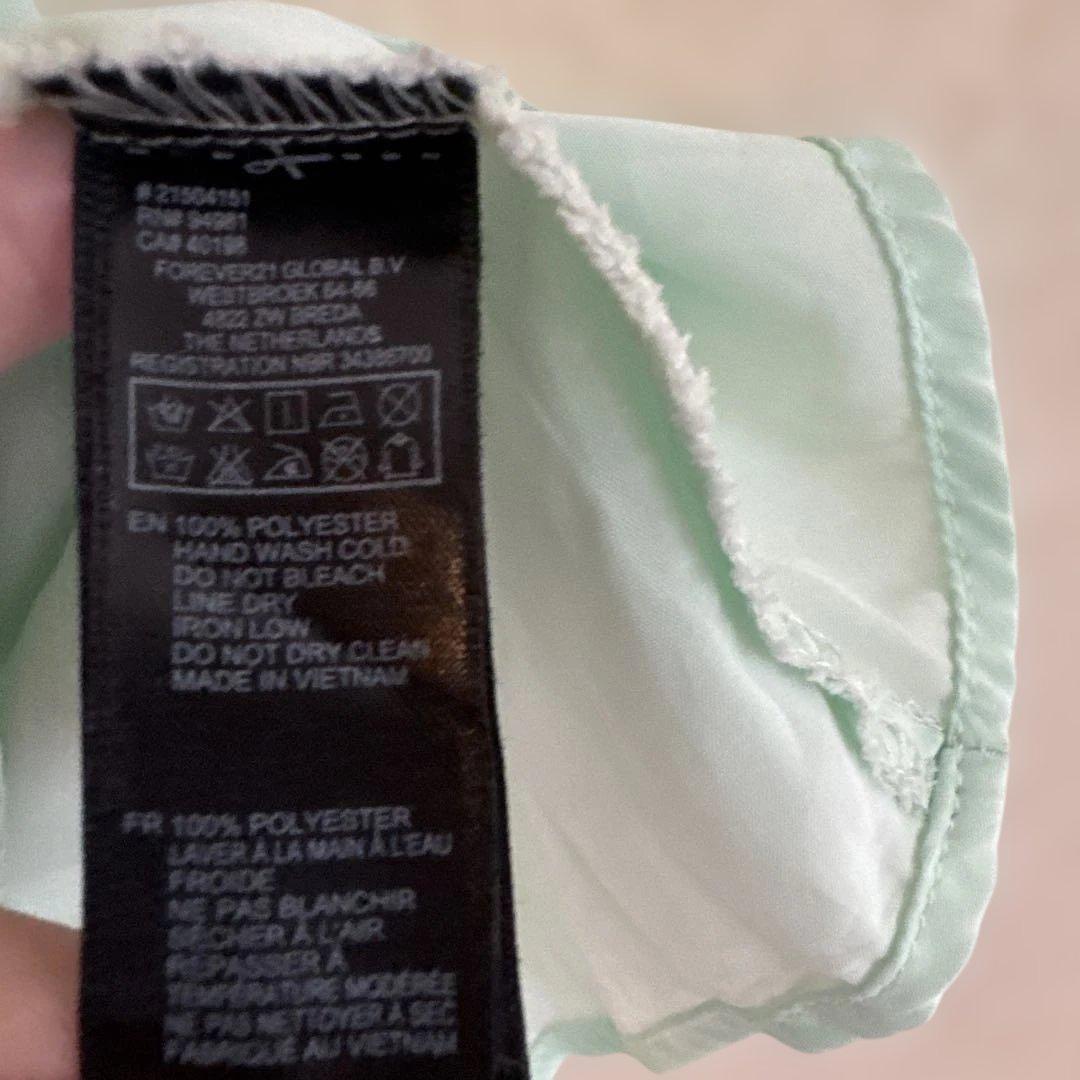 # 21504151
RN# 94981
CA# 40198
FOREVER21 GLOBAL B.V
WESTBROEK 64-66
4822 ZW BREDA
THE NETHERLANDS
REGISTRATION NBR 34388700
EN 100% POLYESTER
HAND WASH COLD
DO NOT BLEACH
LINE DRY
IRON LOW
DO NOT DRY CLEAN
MADE IN VIETNAM
FR 100% POLYESTER
LAVER À LA MAIN À L'EAU
FROIDE
NE PAS BLANCHIR
SÉCHER À L'AIR
REPASSER À
TEMPÉRATURE MODÉRÉE
NE PAS NETTOYER À SEC
FABRIQUÉ AU VIETNAM